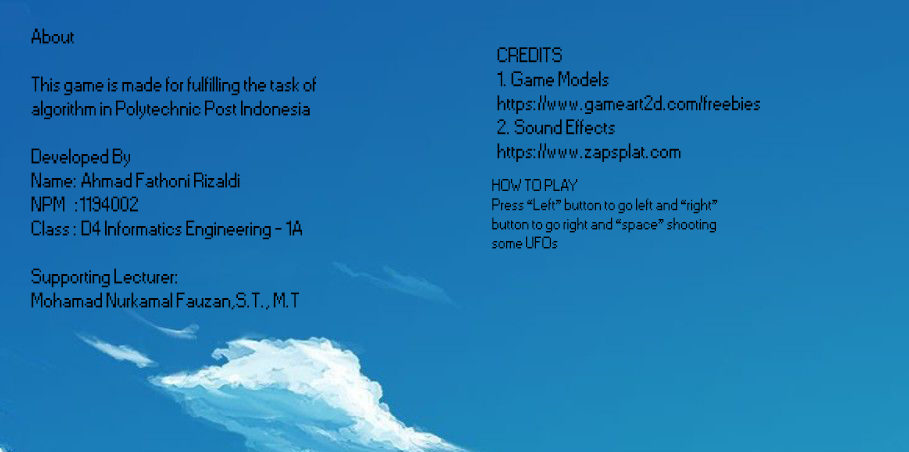 About
This game is made for fulfilling the task of
algorithm in Polytechnic Post Indonesia
Developed By
Name: Ahmad Fathoni Rizaldi
NPM  :1194002
Class : D4 Informatics Engineering - 1A
Supporting Lecturer:
Mohamad Nurkamal Fauzan,S.T., M.T
CREDITS
1. Game Models
https://www.gameart2d.com/freebies
2. Sound Effects
https://www.zapsplat.com
HOW TO PLAY
Press “Left” button to go left and “right”
button to go right and “space” shooting
some UFOs